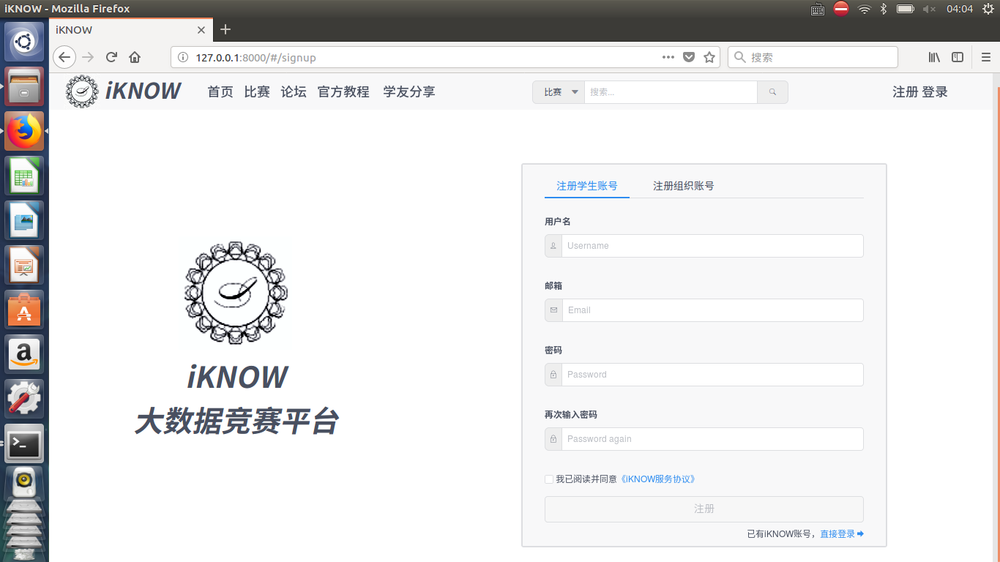 iKNOW - Mozilla Firefox
04:04
iKNOW
127.0.0.1:8000/#/signup
搜索
iKNOW
首页 比赛 论坛 官方教程 学友分享
比赛
搜索...
注册 登录
iKNOW
大数据竞赛平台
注册学生账号
注册组织账号
用户名
Username
邮箱
Email
密码
Password
再次输入密码
Password again
我已阅读并同意《iKNOW服务协议》
注册
已有iKNOW账号，直接登录